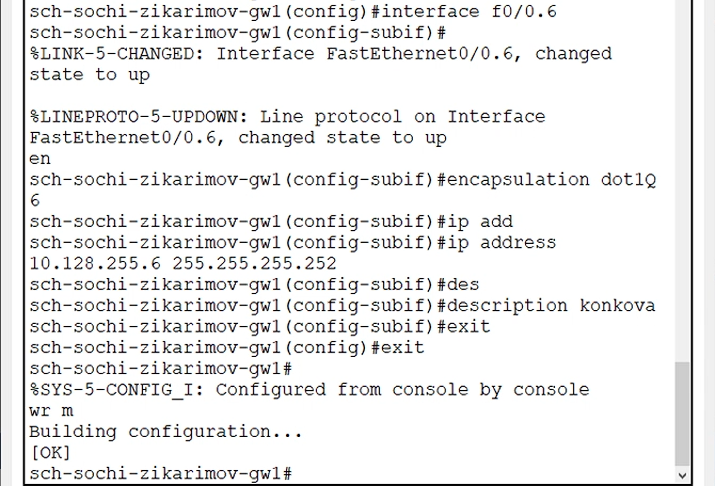 sch-sochi-zikarimov-gw1(config)#interface f0/0.6
sch-sochi-zikarimov-gw1(config-subif)#
%LINK-5-CHANGED: Interface FastEthernet0/0.6, changed
state to up
%LINEPROTO-5-UPDOWN: Line protocol on Interface
FastEthernet0/0.6, changed state to up
en
sch-sochi-zikarimov-gw1(config-subif)#encapsulation dot1Q
6
sch-sochi-zikarimov-gw1(config-subif)#ip add
sch-sochi-zikarimov-gw1(config-subif)#ip address
10.128.255.6 255.255.255.252
sch-sochi-zikarimov-gw1(config-subif)#des
sch-sochi-zikarimov-gw1(config-subif)#description konkova
sch-sochi-zikarimov-gw1(config-subif)#exit
sch-sochi-zikarimov-gw1(config)#exit
sch-sochi-zikarimov-gw1#
%SYS-5-CONFIG_I: Configured from console by console
wr m
Building configuration...
[OK]
sch-sochi-zikarimov-gw1#